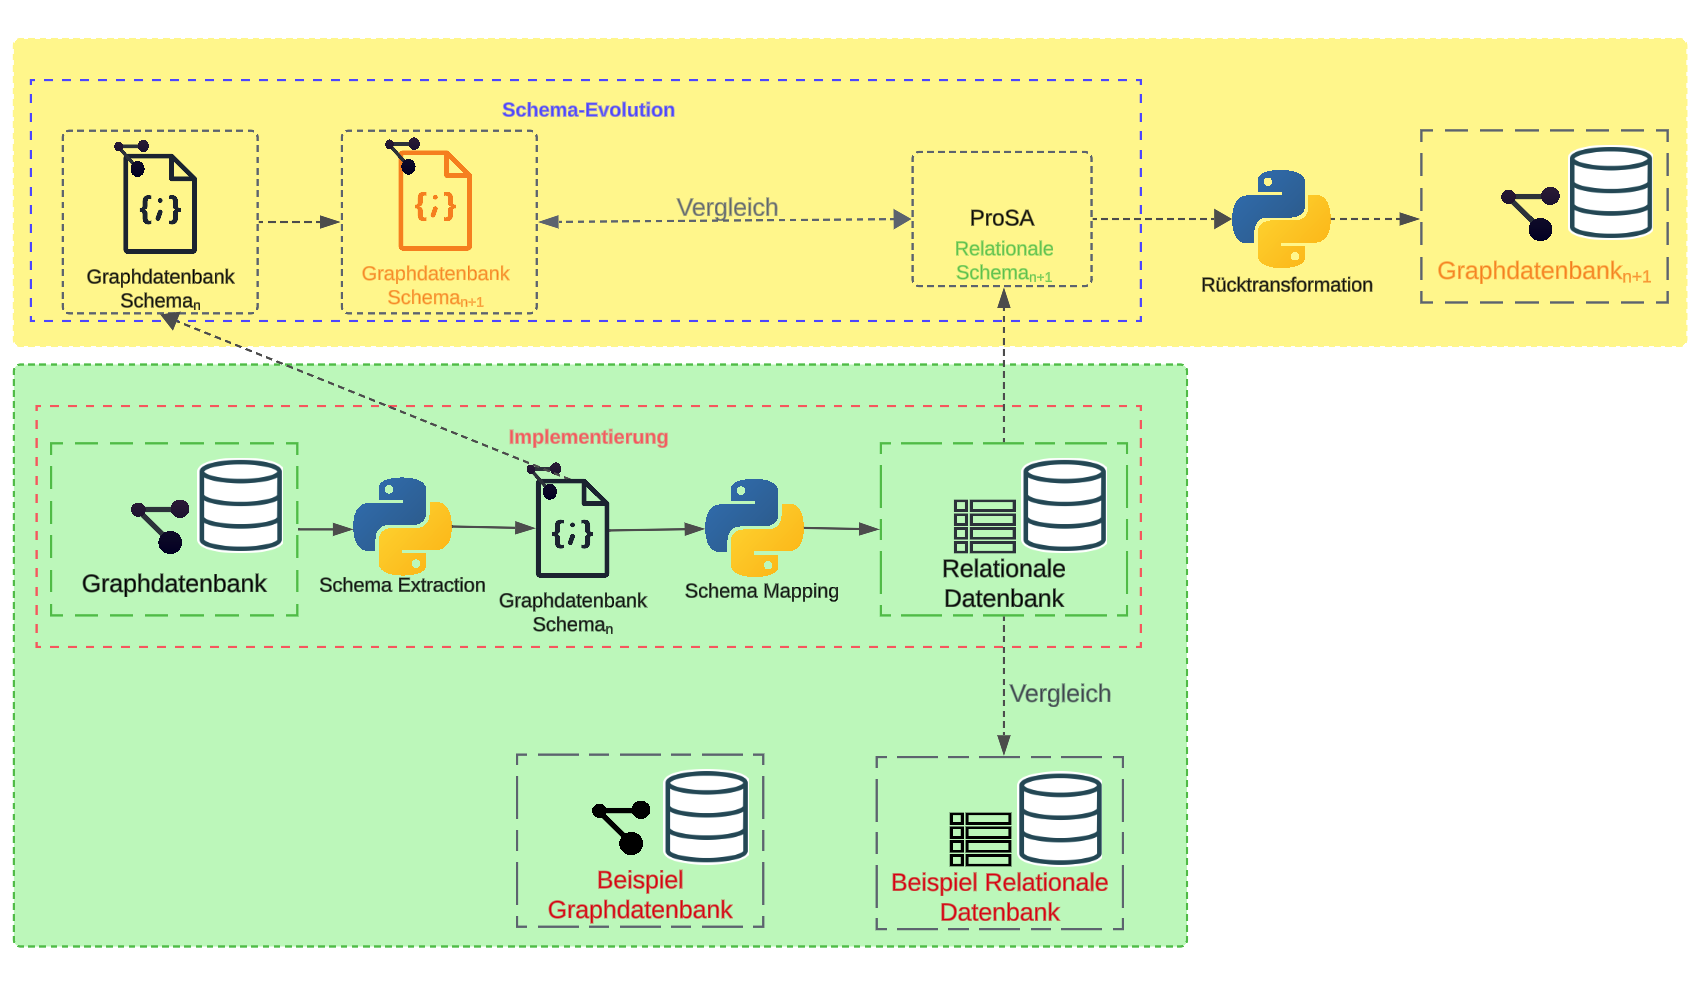 Schema-Evolution
Graphdatenbank
Scheman
Graphdatenbank
Scheman+1
Vergleich
ProSA
Relationale
Scheman+1
Rücktransformation
Graphdatenbankn+1
Implementierung
Graphdatenbank
Schema Extraction
{;}
{;}
{;}
Graphdatenbank
Scheman
Schema Mapping
Relationale
Datenbank
Vergleich
Beispiel
Graphdatenbank
Beispiel Relationale
Datenbank